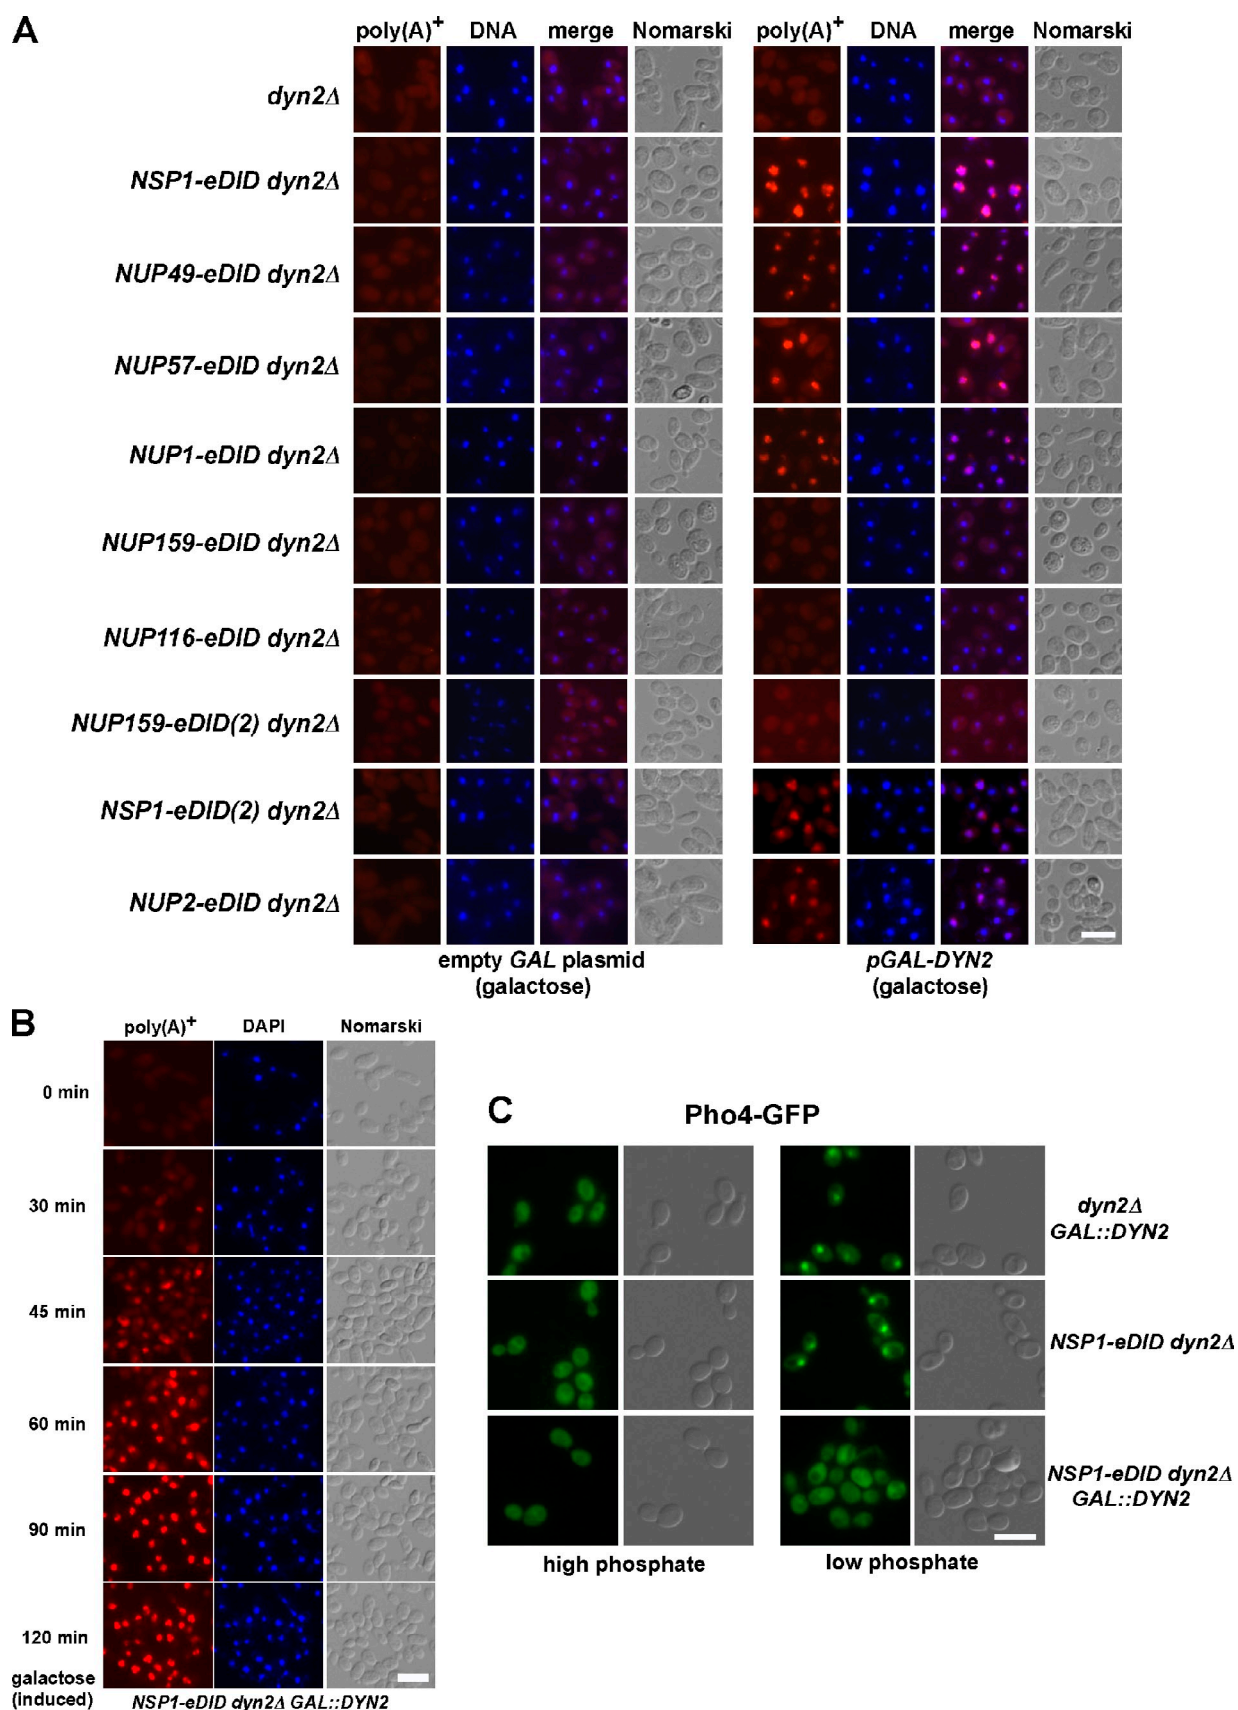 A
poly(A)+ DNA merge Nomarski poly(A)+ DNA merge Nomarski
dyn2Δ
NSP1-eDID dyn2Δ
NUP49-eDID dyn2Δ
NUP57-eDID dyn2Δ
NUP1-eDID dyn2Δ
NUP159-eDID dyn2Δ
NUP116-eDID dyn2Δ
NUP159-eDID(2) dyn2Δ
NSP1-eDID(2) dyn2Δ
NUP2-eDID dyn2Δ
empty GAL plasmid
(galactose)
pGAL-DYN2
(galactose)
B
poly(A)+ DAPI Nomarski
0 min
30 min
45 min
60 min
90 min
120 min
galactose
(induced)
NSP1-eDID dyn2Δ GAL::DYN2
C
Pho4-GFP
dyn2Δ
GAL::DYN2
NSP1-eDID dyn2Δ
NSP1-eDID dyn2Δ
GAL::DYN2
high phosphate low phosphate